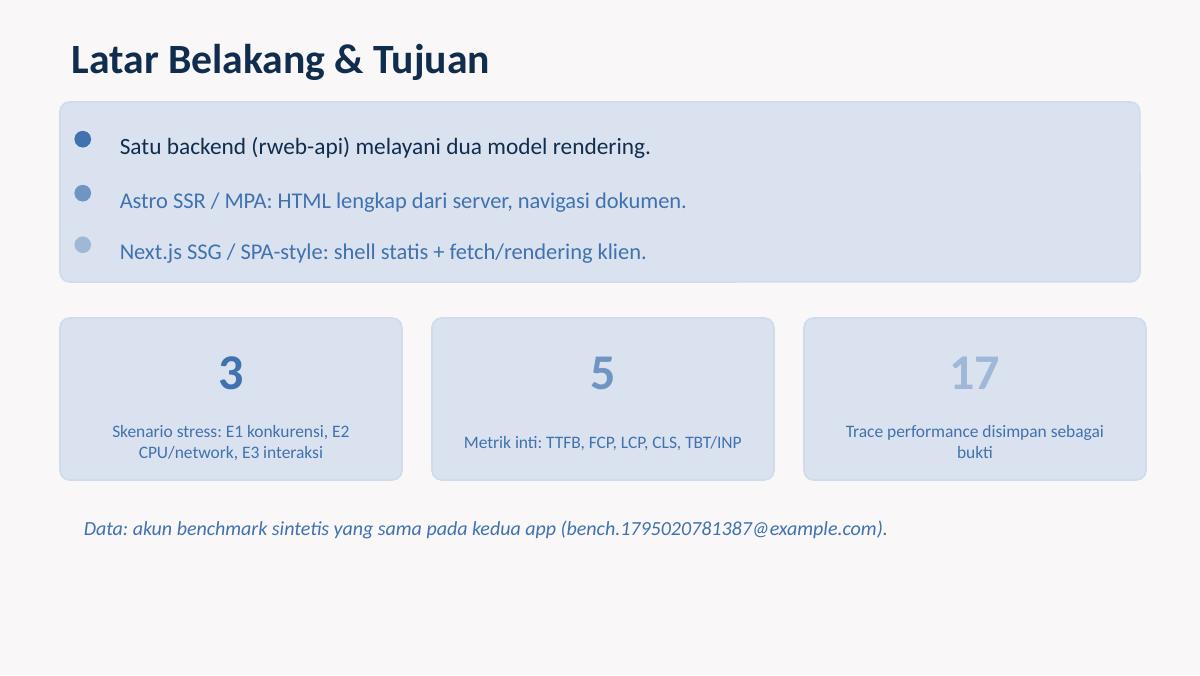 Latar Belakang & Tujuan
Satu backend (rweb-api) melayani dua model rendering.
Astro SSR / MPA: HTML lengkap dari server, navigasi dokumen.
Next.js SSG / SPA-style: shell statis + fetch/rendering klien.
3
Skenario stress: E1 konkurensi, E2
CPU/network, E3 interaksi
5
Metrik inti: TTFB, FCP, LCP, CLS, TBT/INP
17
Trace performance disimpan sebagai
bukti
Data: akun benchmark sintetis yang sama pada kedua app (bench.1795020781387@example.com).